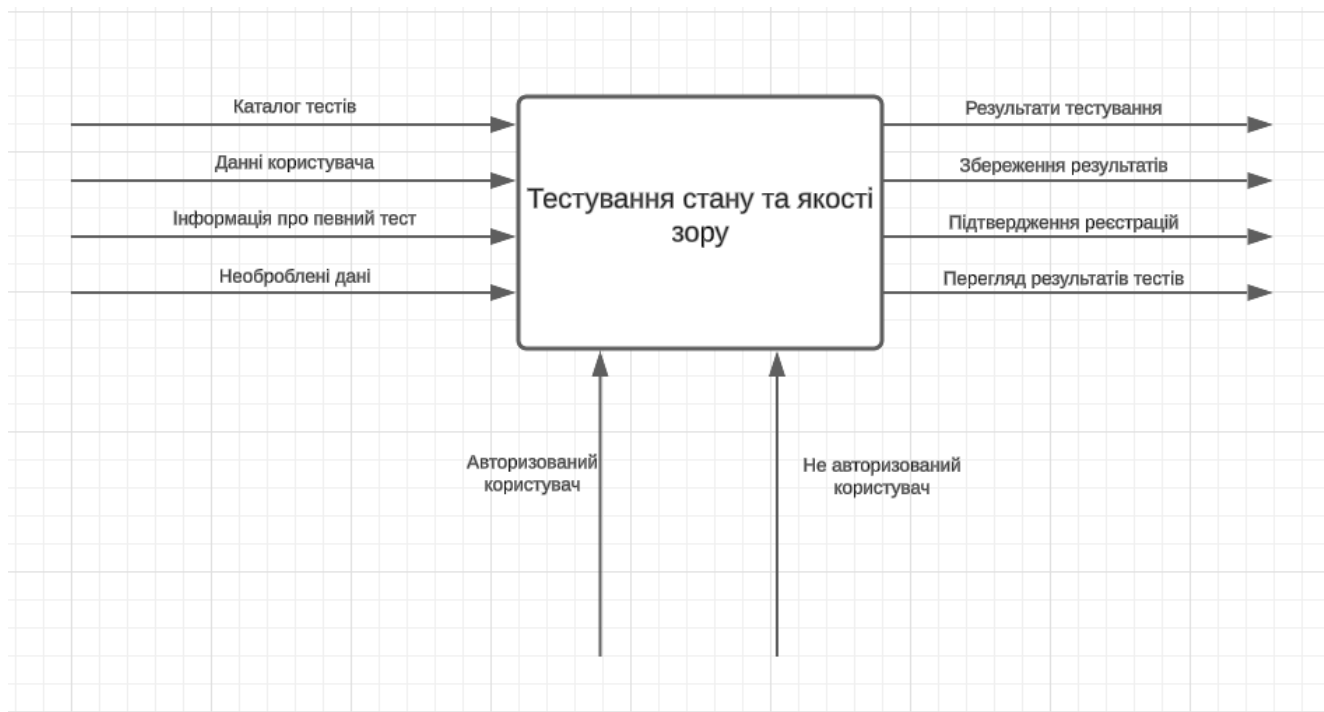 Каталог тестів
Данні користувача
Інформація про певний тест
Необроблені дані
Тестування стану та якості
зору
Результати тестування
Збереження результатів
Підтвердження реєстрацій
Перегляд результатів тестів
Авторизований
користувач
Не авторизований
користувач